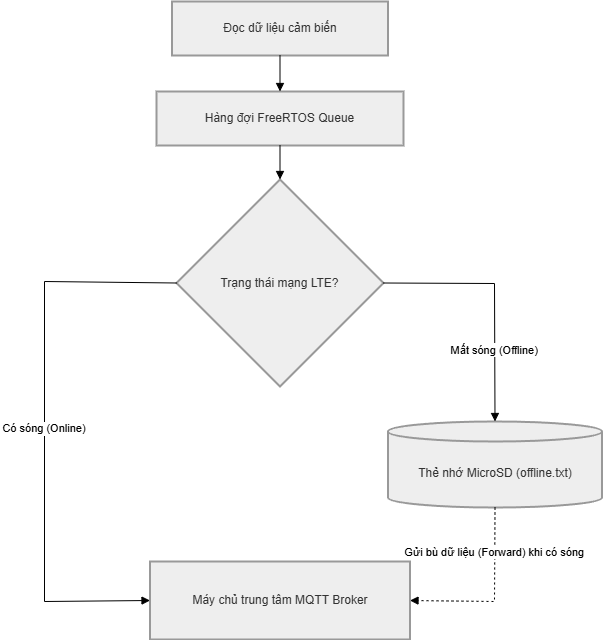 Đọc dữ liệu cảm biến
Hàng đợi FreeRTOS Queue
Trạng thái mạng LTE?
Mất sóng (Offline)
Có sóng (Online)
Thẻ nhớ MicroSD (offline.txt)
Gửi bù dữ liệu (Forward) khi có sóng
Máy chủ trung tâm MQTT Broker